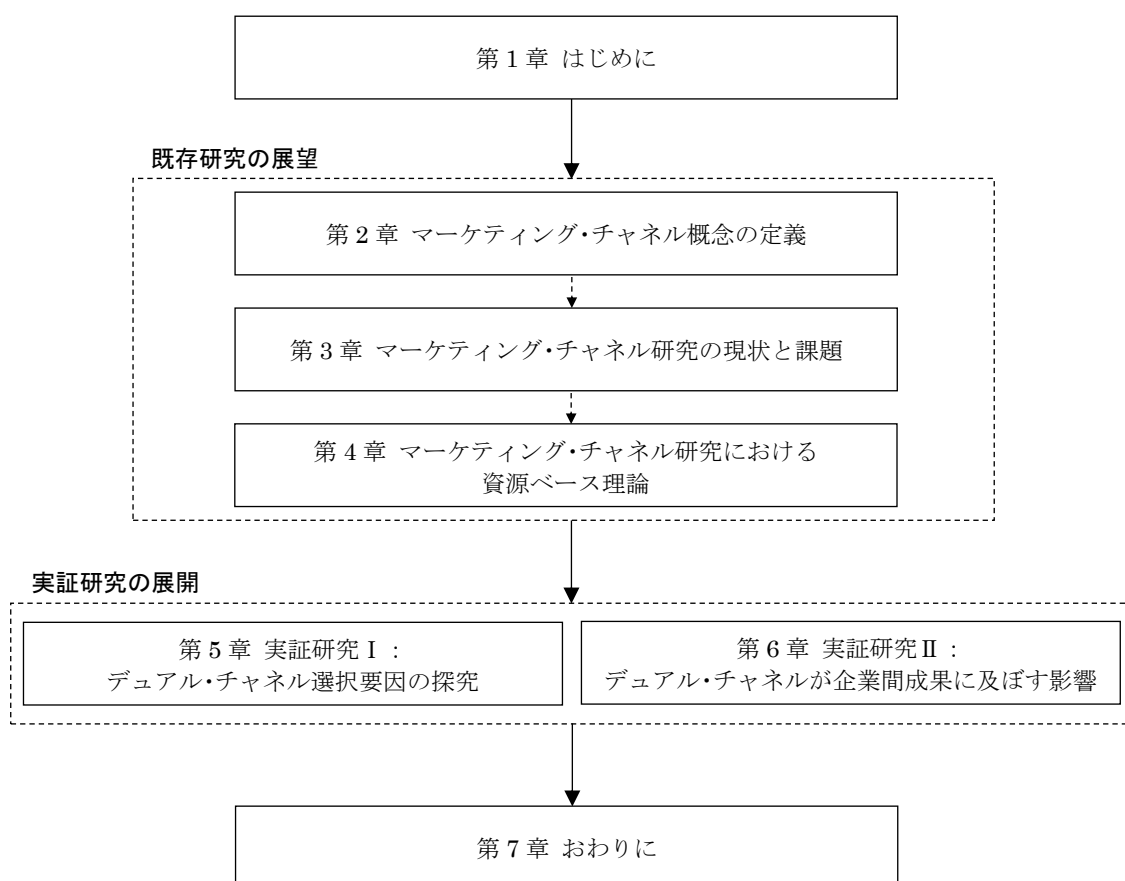 第1章 はじめに
既存研究の展望
第2章 マーケティング・チャネル概念の定義
第3章 マーケティング・チャネル研究の現状と課題
第4章 マーケティング・チャネル研究における
資源ベース理論
実証研究の展開
第5章 実証研究Ⅰ：
デュアル・チャネル選択要因の探究
第6章 実証研究Ⅱ：
デュアル・チャネルが企業間成果に及ぼす影響
第7章 おわりに